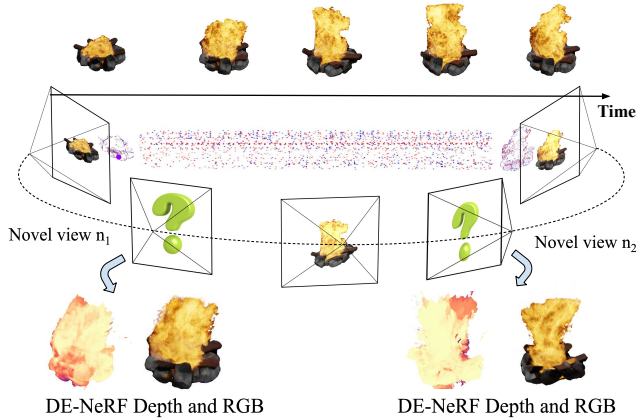 Time
Novel view n1
Novel view n2
DE-NeRF Depth and RGB
DE-NeRF Depth and RGB